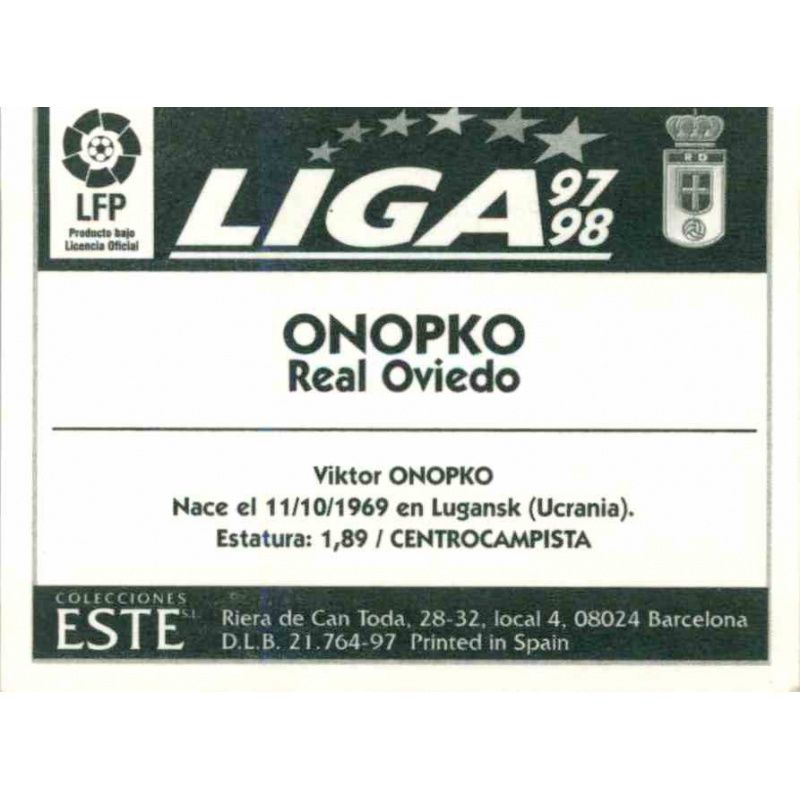 LFP
Producto bajo
Licencia Oficial
LIGA 97
98
RO
ONOPKO
Real Oviedo
Viktor ONOPKO
Nace el 11/10/1969 en Lugansk (Ucrania).
Estatura: 1,89 / CENTROCAMPISTA
COLECCIONES
ESTE S.L.
Riera de Can Toda, 28-32, local 4, 08024 Barcelona
D.L.B. 21.764-97 Printed in Spain